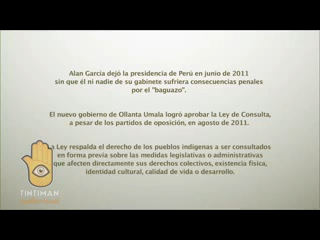 Alan García dejó la presidencia de Perú en junio de 2011
sin que él ni nadie de su gabinete sufriera consecuencias penales
por el "baguazo".
El nuevo gobierno de Ollanta Umala logró aprobar la Ley de Consulta,
a pesar de los partidos de oposición, en agosto de 2011.
La Ley respalda el derecho de los pueblos indígenas a ser consultados
en forma previa sobre las medidas legislativas o administrativas
que afecten directamente sus derechos colectivos, existencia física,
identidad cultural, calidad de vida o desarrollo.
TINTIMAN